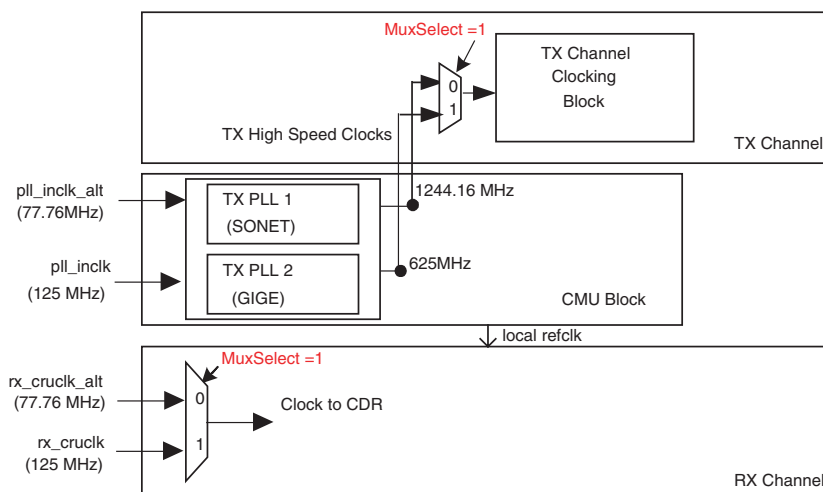 MuxSelect =1
TX Channel
Clocking
Block
0
1
TX High Speed Clocks
TX Channel
pll_inclk_alt
(77.76MHz)
TX PLL 1
(SONET)
1244.16 MHz
pll_inclk
(125 MHz)
TX PLL 2
(GIGE)
625MHz
CMU Block
local refclk
MuxSelect =1
rx_cruclk_alt
(77.76 MHz)
0
Clock to CDR
rx_cruclk
(125 MHz)
1
RX Channel